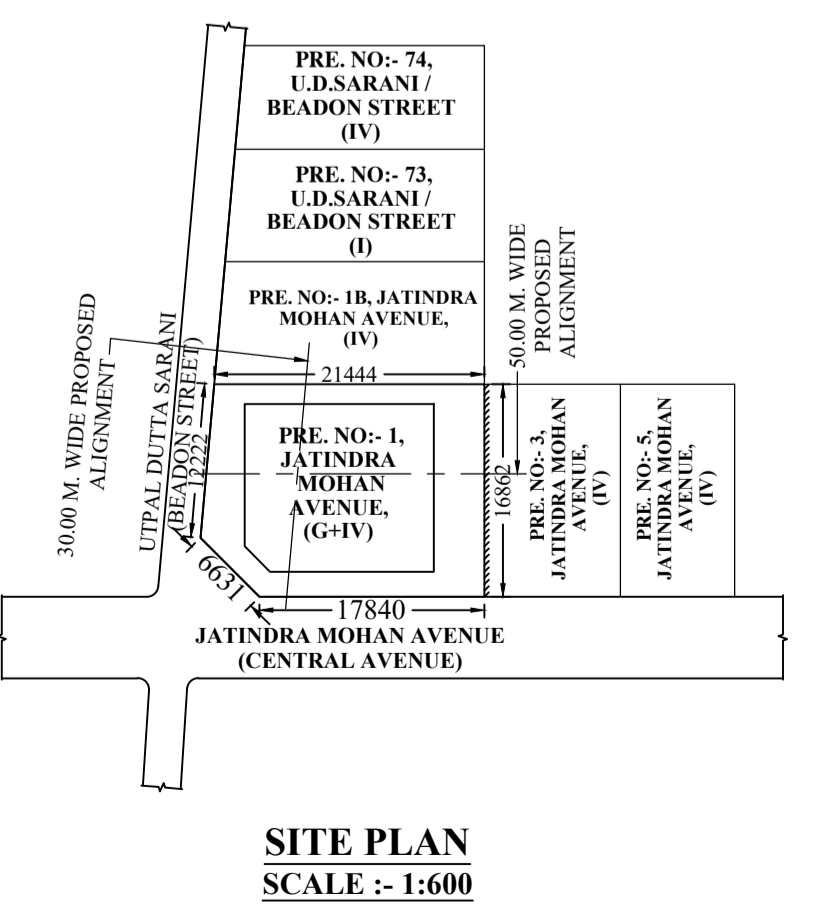 PRE. NO:- 74,
U.D.SARANI /
BEADON STREET
(IV)
PRE. NO:- 73,
U.D.SARANI /
BEADON STREET
(I)
PRE. NO:- 1B, JATINDRA
MOHAN AVENUE,
(IV)
30.00 M. WIDE PROPOSED
ALIGNMENT
UTPAL DUTTA SARANI
(BEADON STREET)
50.00 M. WIDE
PROPOSED
ALIGNMENT
21444
12222
PRE. NO:- 1,
JATINDRA
MOHAN
AVENUE,
(G+IV)
16862
PRE. NO:- 3,
JATINDRA MOHAN
AVENUE,
(IV)
PRE. NO:- 5,
JATINDRA MOHAN
AVENUE,
(IV)
6631
17840
JATINDRA MOHAN AVENUE
(CENTRAL AVENUE)
SITE PLAN
SCALE :- 1:600